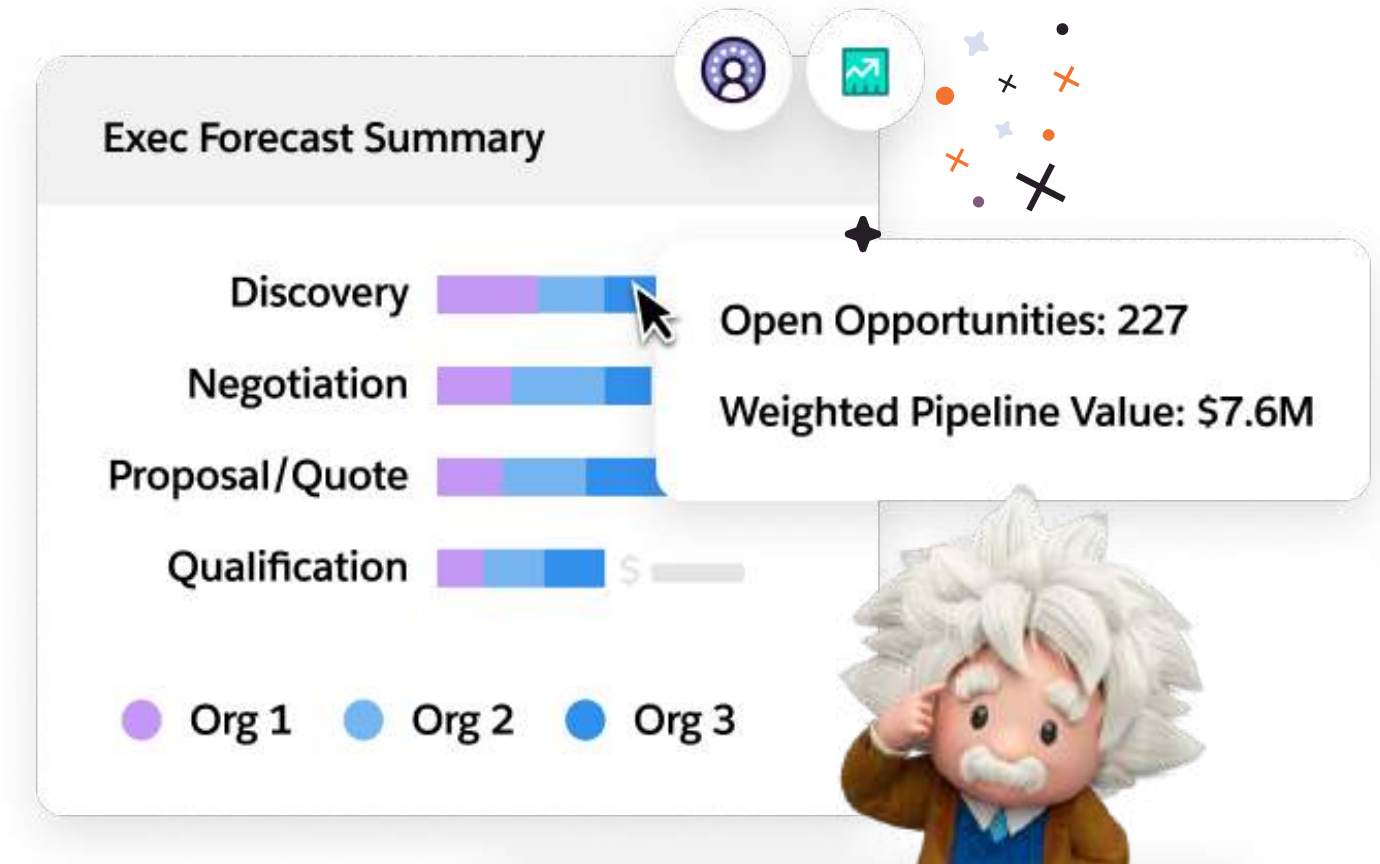 Exec Forecast Summary
Discovery
Open Opportunities: 227
Negotiation
Weighted Pipeline Value: $7.6M
Proposal/Quote
Qualification
$
Org 1
Org 2
Org 3